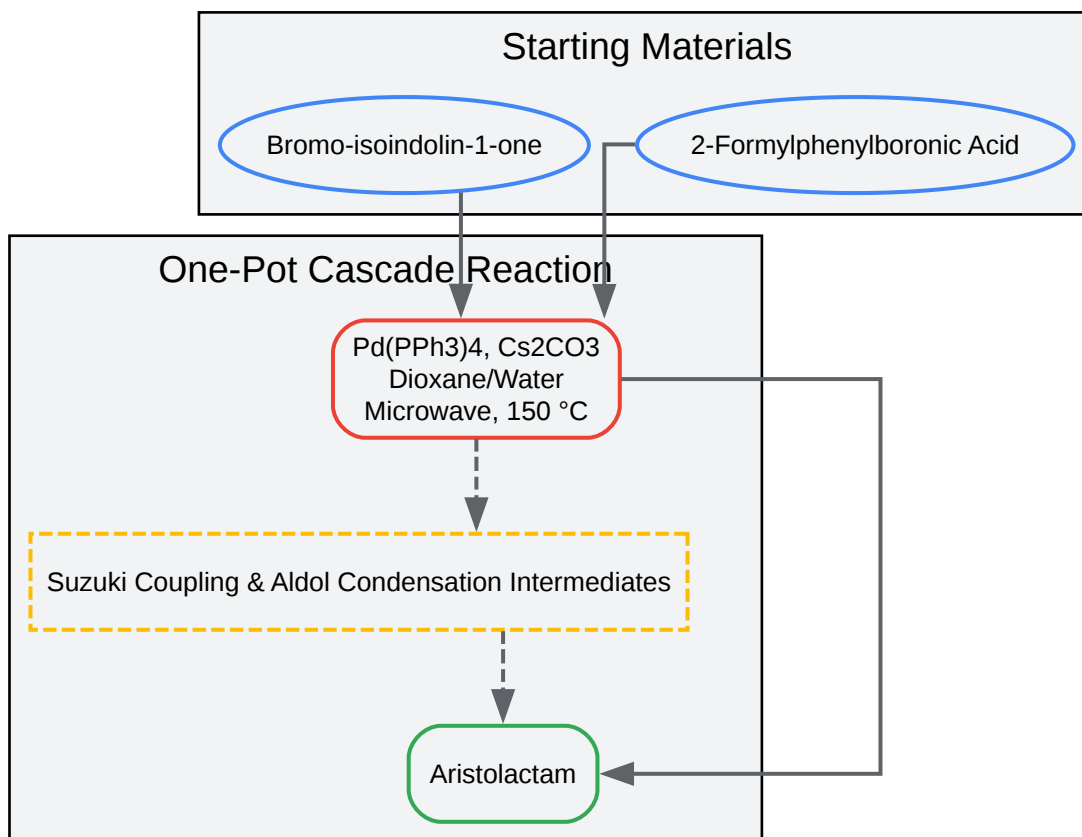 Starting Materials
Bromo-isoindolin-1-one
2-Formylphenylboronic Acid
One-Pot Cascade Reaction
Pd(PPh3)4, Cs2CO3
Dioxane/Water
Microwave, 150 °C
Suzuki Coupling & Aldol Condensation Intermediates
Aristolactam